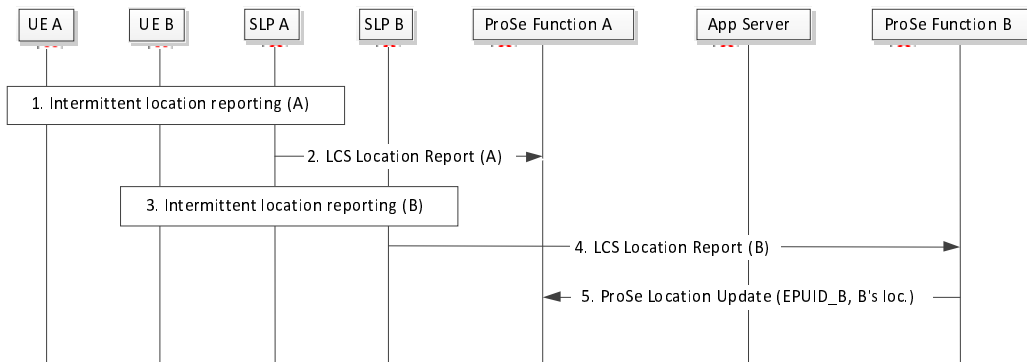 UE A
UE B
SLP A
SLP B
ProSe Function A
App Server
ProSe Function B
1. Intermittent location reporting (A)
2. LCS Location Report (A)
3. Intermittent location reporting (B)
4. LCS Location Report (B)
5. ProSe Location Update (EPUID_B, B's loc.)